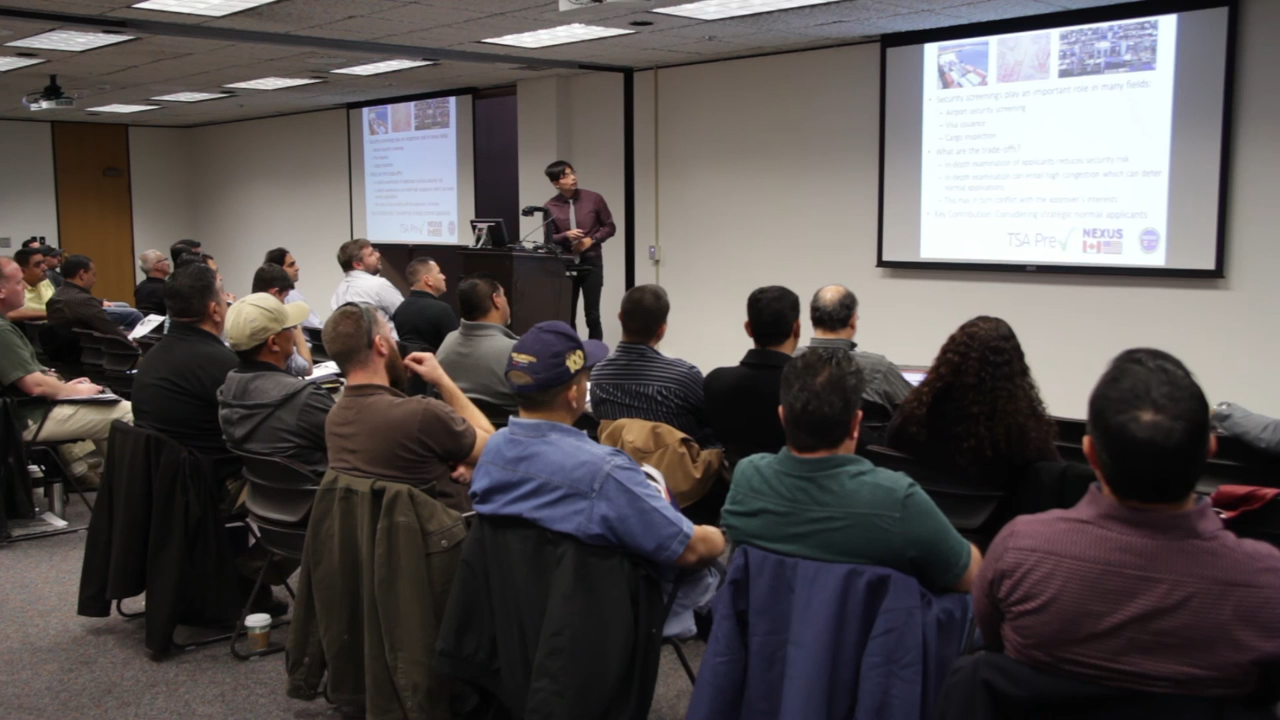 • Security screenings play an important role in many fields:
– Airport security screening
– Visa issuance
– Cargo inspection
• What are the trade-offs?
– In-depth examination of applicants reduces security risk
– In-depth examination can entail high congestion which can deter
normal applications
– This may in turn conflict with the approver's interests
Key Contribution: Considering strategic normal applicants
TSA Pre✓ NEXUS
100